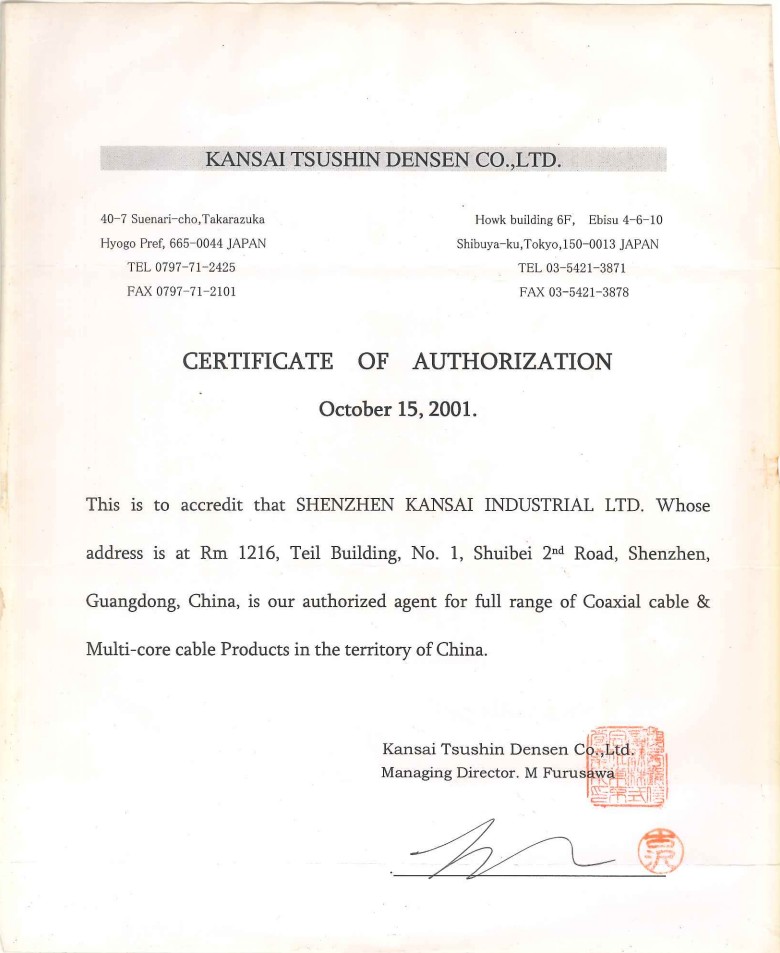 KANSAI TSUSHIN DENSEN CO.,LTD.
40-7 Suenari-cho,Takarazuka
Hyogo Pref, 665-0044 JAPAN
TEL 0797-71-2425
FAX 0797-71-2101
Howk building 6F, Ebisu 4-6-10
Shibuya-ku,Tokyo,150-0013 JAPAN
TEL 03-5421-3871
FAX 03-5421-3878
CERTIFICATE OF AUTHORIZATION
October 15, 2001.
This is to accredit that SHENZHEN KANSAI INDUSTRIAL LTD. Whose
address is at Rm 1216, Teil Building, No. 1, Shuibei 2nd Road, Shenzhen,
Guangdong, China, is our authorized agent for full range of Coaxial cable &
Multi-core cable Products in the territory of China.
Kansai Tsushin Densen Co.,Ltd.
Managing Director. M Furusawa
古沢